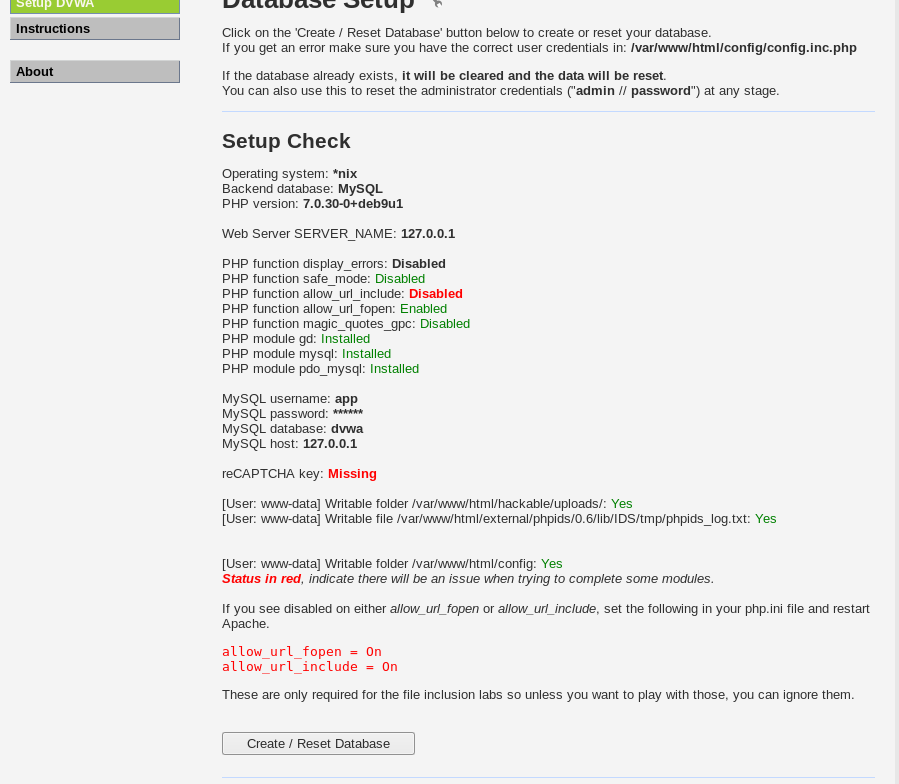 Setup DVWA
Instructions
About
Database Setup
Click on the 'Create / Reset Database' button below to create or reset your database.
If you get an error make sure you have the correct user credentials in: /var/www/html/config/config.inc.php
If the database already exists, it will be cleared and the data will be reset.
You can also use this to reset the administrator credentials ("admin // password") at any stage.
Setup Check
Operating system: *nix
Backend database: MySQL
PHP version: 7.0.30-0+deb9u1
Web Server SERVER_NAME: 127.0.0.1
PHP function display_errors: Disabled
PHP function safe_mode: Disabled
PHP function allow_url_include: Disabled
PHP function allow_url_fopen: Enabled
PHP function magic_quotes_gpc: Disabled
PHP module gd: Installed
PHP module mysql: Installed
PHP module pdo_mysql: Installed
MySQL username: app
MySQL password: ******
MySQL database: dvwa
MySQL host: 127.0.0.1
reCAPTCHA key: Missing
[User: www-data] Writable folder /var/www/html/hackable/uploads/: Yes
[User: www-data] Writable file /var/www/html/external/phpids/0.6/lib/IDS/tmp/phpids_log.txt: Yes
[User: www-data] Writable folder /var/www/html/config: Yes
Status in red, indicate there will be an issue when trying to complete some modules.
If you see disabled on either allow_url_fopen or allow_url_include, set the following in your php.ini file and restart
Apache.
allow_url_fopen = On
allow_url_include = On
These are only required for the file inclusion labs so unless you want to play with those, you can ignore them.
Create / Reset Database